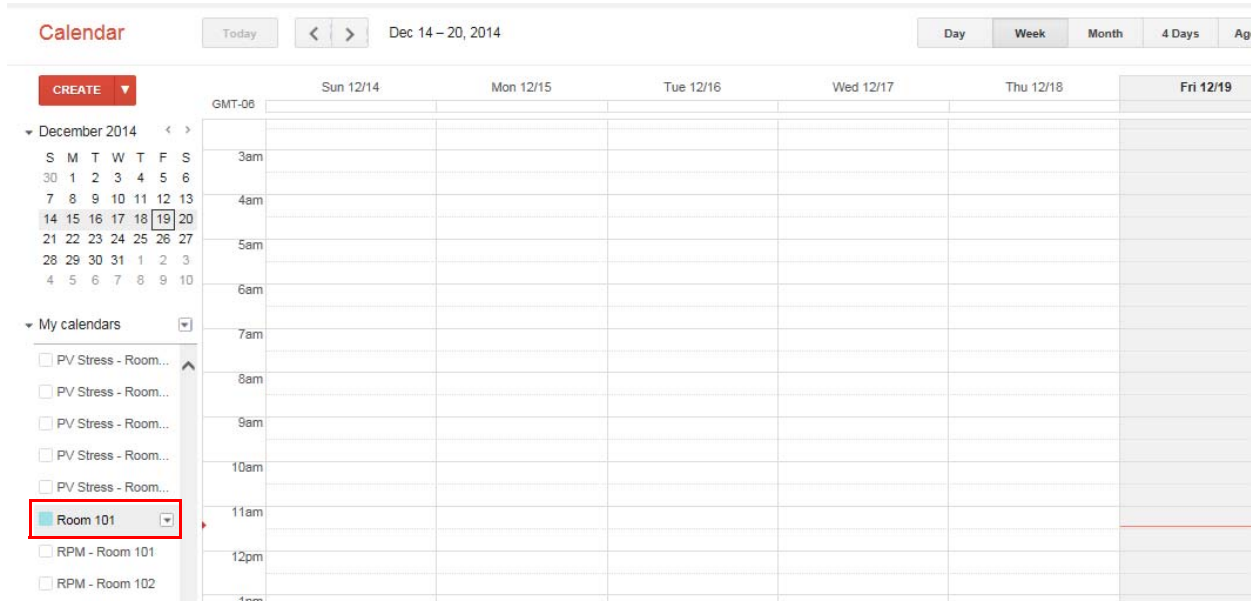 Calendar
Today
Dec 14 – 20, 2014
Day Week Month 4 Days
CREATE
Sun 12/14 Mon 12/15 Tue 12/16 Wed 12/17 Thu 12/18 Fri 12/19
GMT-06
December 2014
S M T W T F S
30 1 2 3 4 5 6
7 8 9 10 11 12 13
14 15 16 17 18 19 20
21 22 23 24 25 26 27
28 29 30 31 1 2 3
4 5 6 7 8 9 10
3am
4am
5am
6am
My calendars
7am
PV Stress - Room...
8am
PV Stress - Room...
PV Stress - Room...
9am
PV Stress - Room...
10am
PV Stress - Room...
11am
Room 101
RPM - Room 101
12pm
RPM - Room 102
1pm